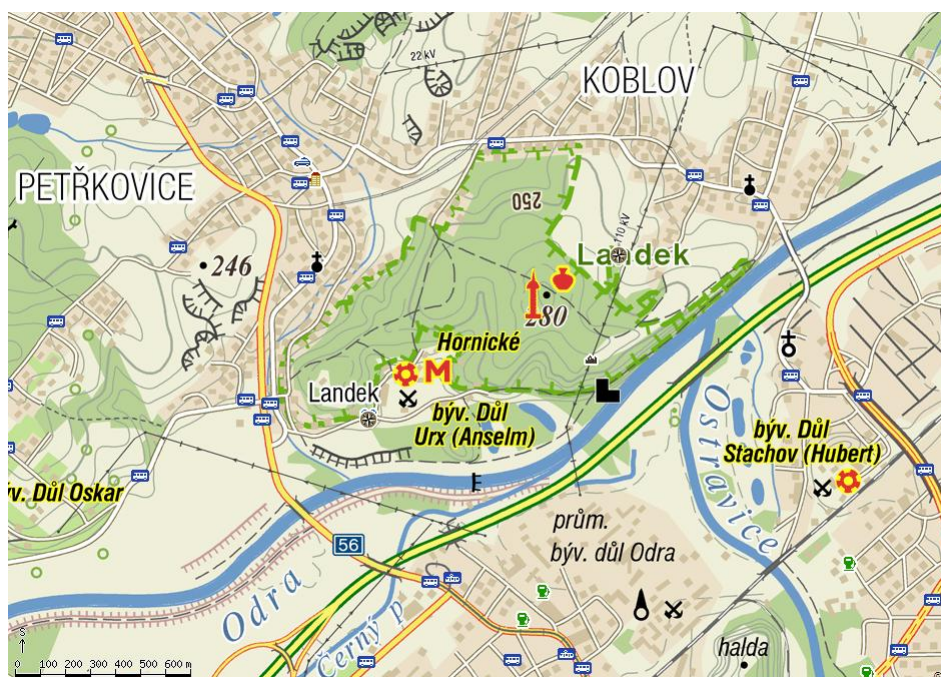 22 kV
KOBLOV
PETŘKOVICE
250
110 kV
Landek
246
280
Hornické
M
Landek
býv. Důl
Urx (Anselm)
býv. Důl
Stachov (Hubert)
Ostravice
ýv. Důl Oskar
prům.
býv. důl Odra
56
Odra
Černý p.
halda
S
0 100 200 300 400 500 600 m